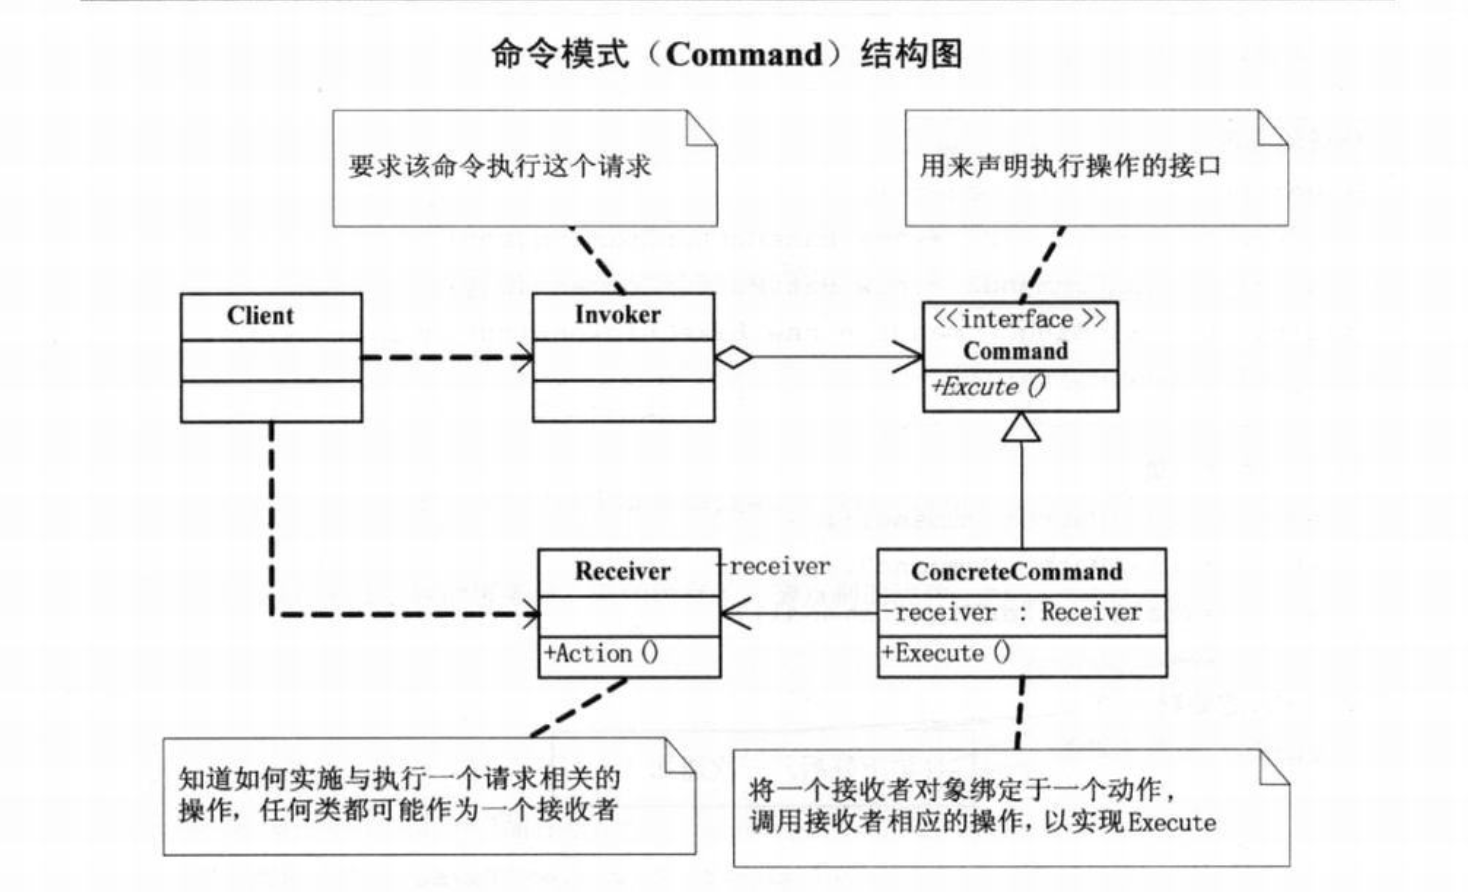 命令模式（Command）结构图
要求该命令执行这个请求
用来声明执行操作的接口
Client
Invoker
<<interface >>
Command
+Excute ()
Receiver
-receiver
ConcreteCommand
-receiver : Receiver
+Action ()
+Execute ()
知道如何实施与执行一个请求相关的
操作，任何类都可能作为一个接收者
将一个接收者对象绑定于一个动作，
调用接收者相应的操作，以实现Execute